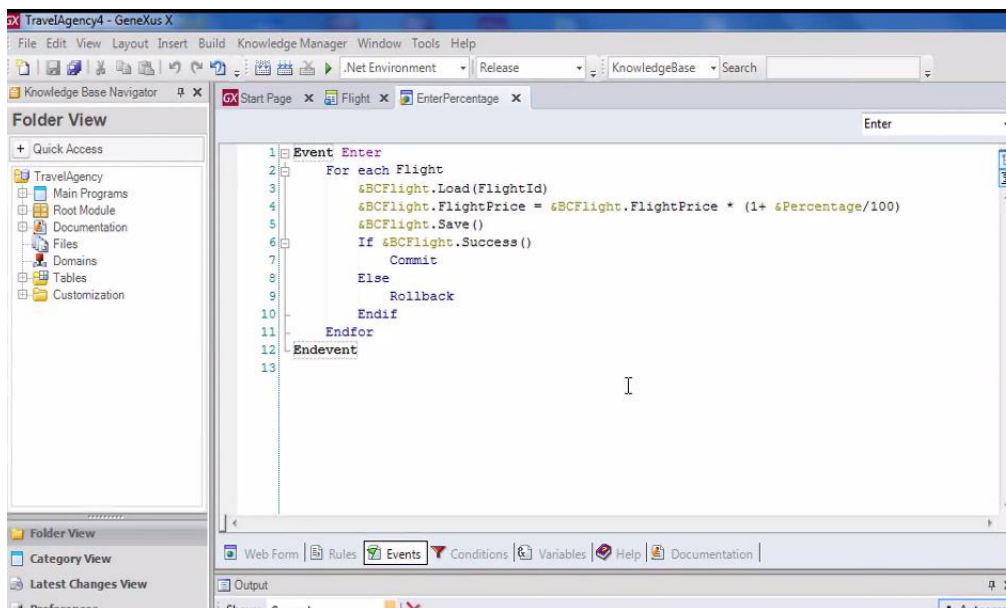 GX TravelAgency4 - GeneXus X
File Edit View Layout Insert Build Knowledge Manager Window Tools Help
.Net Environment Release KnowledgeBase Search
Knowledge Base Navigator
GX Start Page X Flight X EnterPercentage X
Folder View
Enter
+ Quick Access
TravelAgency
Main Programs
Root Module
Documentation
Files
Domains
Tables
Customization
1 Event Enter
2 For each Flight
3 &BCFlight.Load(FlightId)
4 &BCFlight.FlightPrice = &BCFlight.FlightPrice * (1+ &Percentage/100)
5 &BCFlight.Save()
6 If &BCFlight.Success()
7 Commit
8 Else
9 Rollback
10 Endif
11 Endfor
12 Endevent
13
Folder View
Category View
Latest Changes View
Web Form Rules Events Conditions Variables Help Documentation
Output